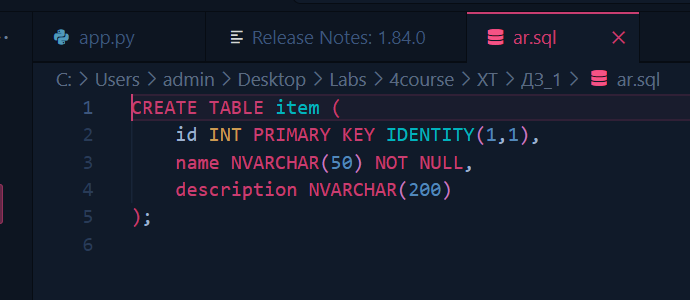 app.py Release Notes: 1.84.0 ar.sql
C: > Users > admin > Desktop > Labs > 4course > XT > ДЗ_1 > ar.sql
1 CREATE TABLE item (
2 id INT PRIMARY KEY IDENTITY(1,1),
3 name NVARCHAR(50) NOT NULL,
4 description NVARCHAR(200)
5 );
6